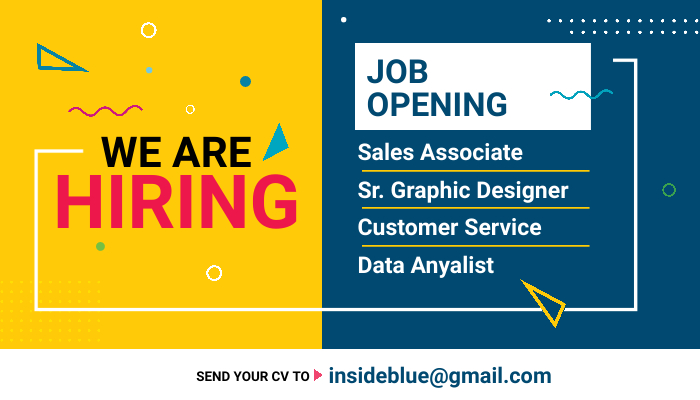 WE ARE
HIRING
JOB
OPENING
Sales Associate
Sr. Graphic Designer
Customer Service
Data Anyalist
SEND YOUR CV TO insideblue@gmail.com